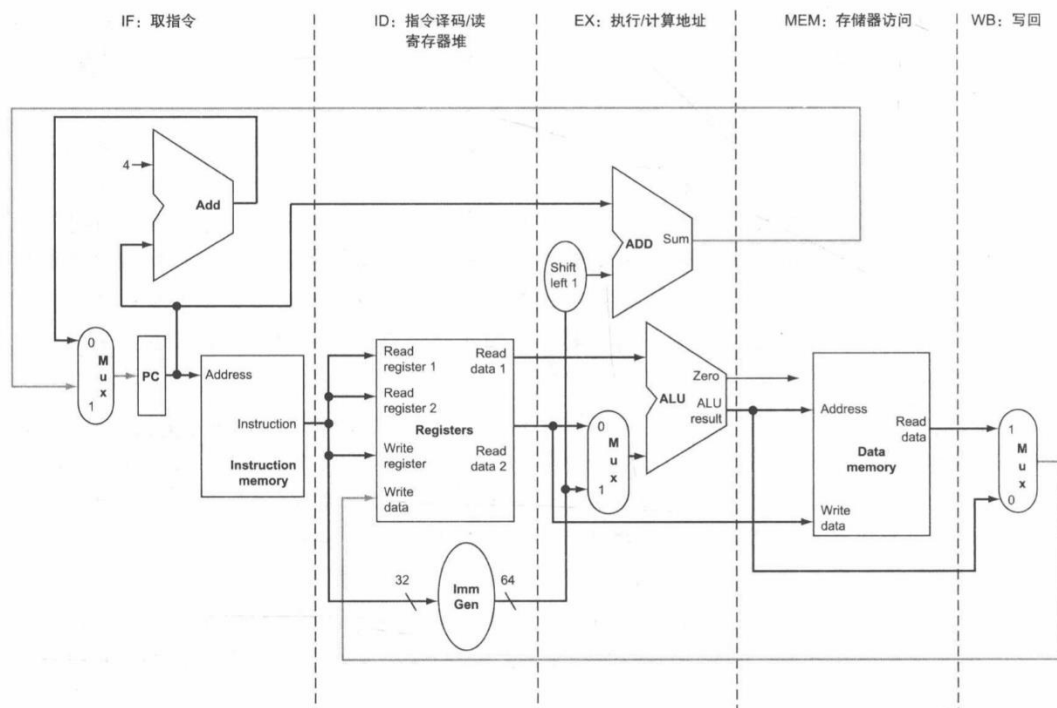 IF：取指令
ID：指令译码/读
寄存器堆
EX：执行/计算地址
MEM：存储器访问
WB：写回
4
Add
ADD
Sum
Shift
left 1
0
M
u
x
1
PC
Address
Instruction
Instruction
memory
Read
register 1
Read
register 2
Write
register
Write
data
Registers
Read
data 1
Read
data 2
0
M
u
x
1
Zero
ALU
ALU
result
Address
Read
data
Data
memory
Write
data
1
M
u
x
0
32
Imm
Gen
64